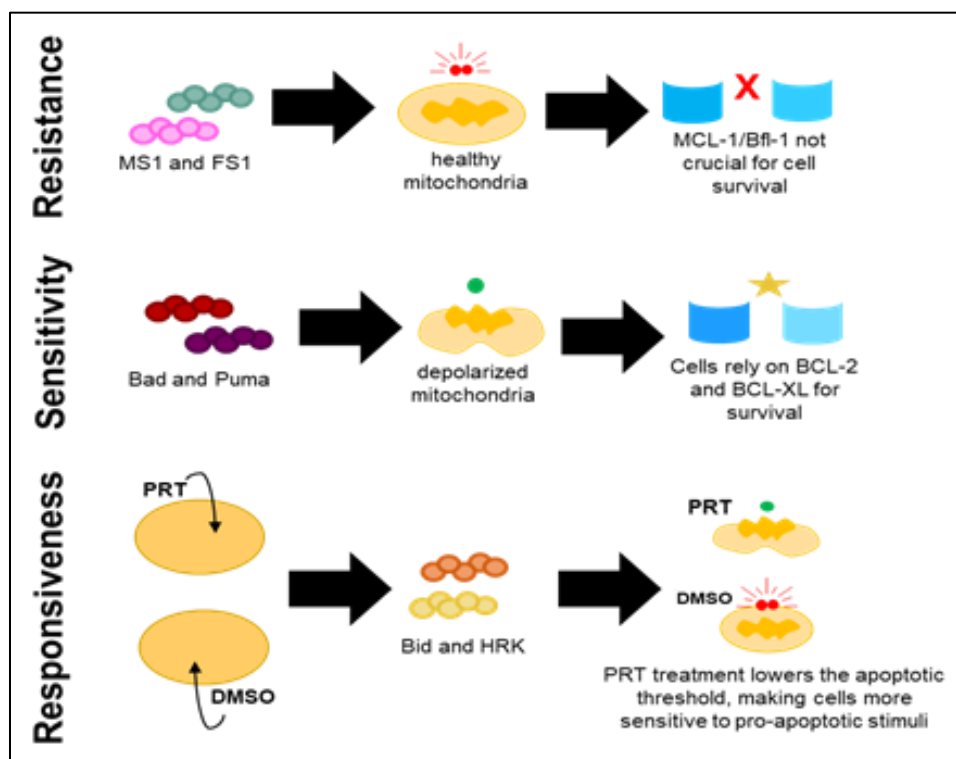 Resistance
MS1 and FS1
healthy
mitochondria
X
MCL-1/Bfl-1 not
crucial for cell
survival
Sensitivity
Bad and Puma
depolarized
mitochondria
Cells rely on BCL-2
and BCL-XL for
survival
Responsiveness
PRT
DMSO
Bid and HRK
PRT
DMSO
PRT treatment lowers the apoptotic
threshold, making cells more
sensitive to pro-apoptotic stimuli